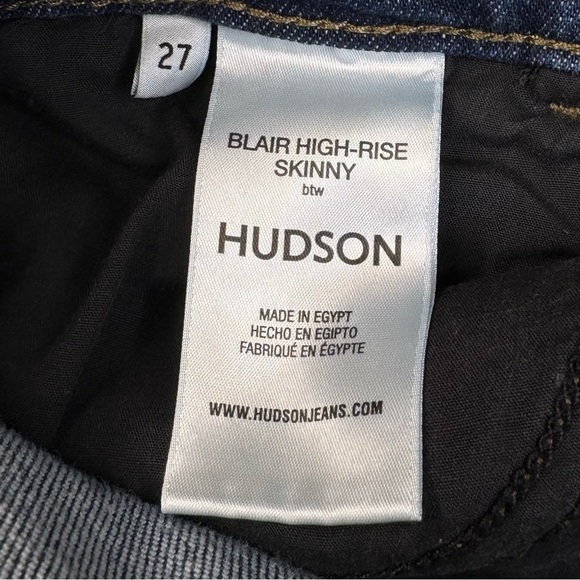 27
BLAIR HIGH-RISE
SKINNY
btw
HUDSON
MADE IN EGYPT
HECHO EN EGIPTO
FABRIQUÉ EN ÉGYPTE
WWW.HUDSONJEANS.COM